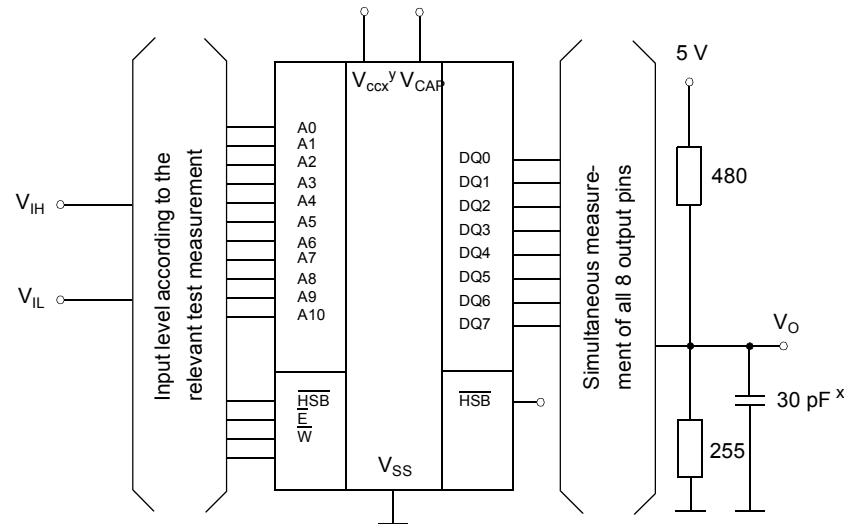 V_CCX^y V_CAP
5 V
Input level according to the
relevant test measurement
V_IH
V_IL
A0
A1
A2
A3
A4
A5
A6
A7
A8
A9
A10
HSB
E
W
V_SS
DQ0
DQ1
DQ2
DQ3
DQ4
DQ5
DQ6
DQ7
HSB
Simultaneous measure-
ment of all 8 output pins
480
V_O
30 pF ^x
255